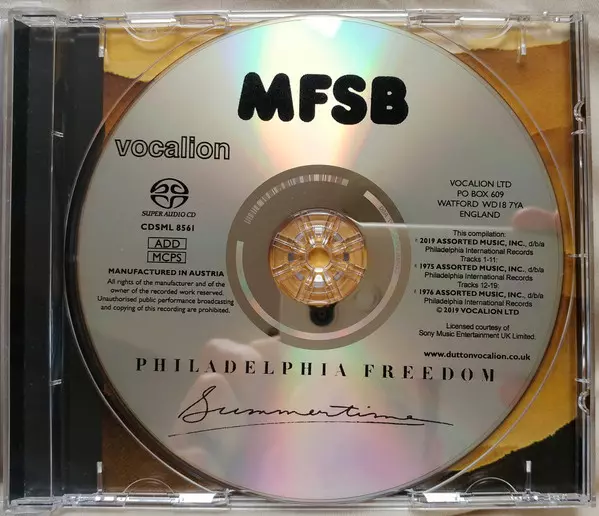 MFSB
vocalion
SUPER AUDIO CD
CDSML 8561
ADD
MCPS
MANUFACTURED IN AUSTRIA
All rights of the manufacturer and of the
owner of the recorded work reserved.
Unauthorised public performance broadcasting
and copying of this recording are prohibited.
VOCALION LTD
PO BOX 609
WATFORD WD18 7YA
ENGLAND
This compilation:
℗ 2019 ASSORTED MUSIC, INC., d/b/a
Philadelphia International Records
Tracks 1-11:
℗ 1975 ASSORTED MUSIC, INC., d/b/a
Philadelphia International Records
Tracks 12-19:
℗ 1976 ASSORTED MUSIC, INC., d/b/a
Philadelphia International Records
© 2019 VOCALION LTD
Licensed courtesy of
Sony Music Entertainment UK Limited.
www.duttonvocalion.co.uk
PHILADELPHIA FREEDOM
Summertime